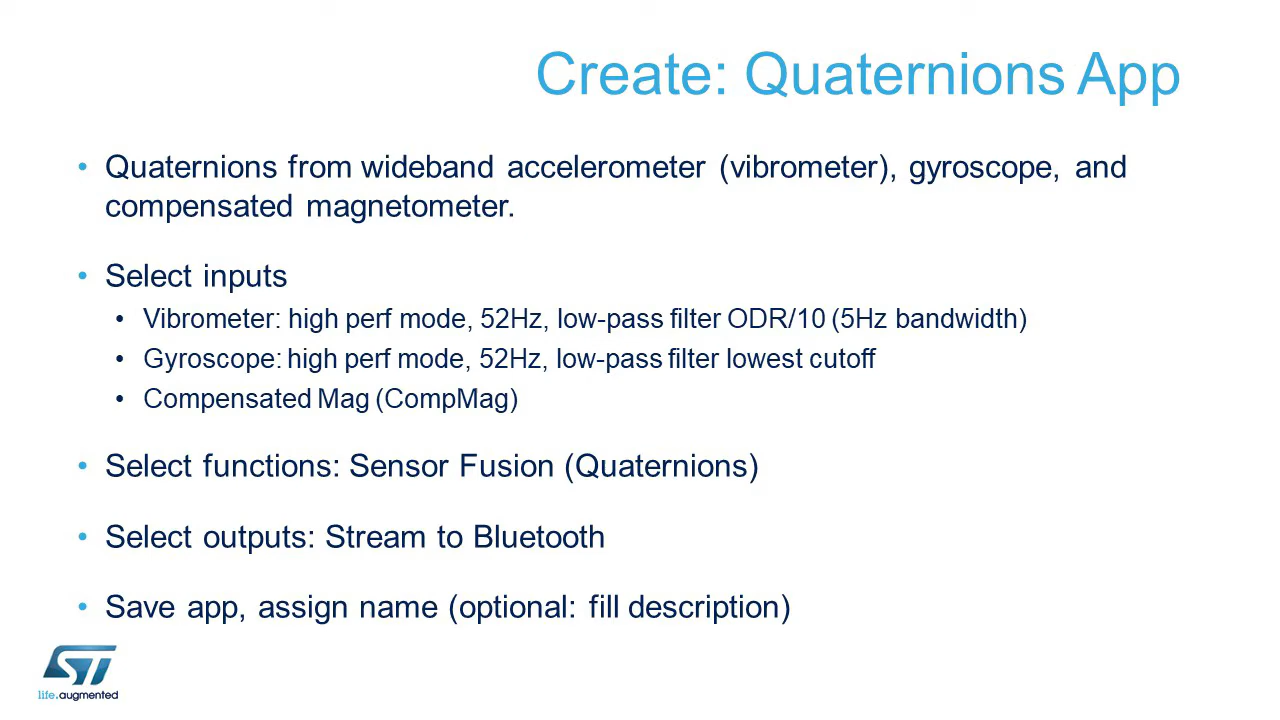 Create: Quaternions App
• Quaternions from wideband accelerometer (vibrometer), gyroscope, and
compensated magnetometer.
• Select inputs
• Vibrometer: high perf mode, 52Hz, low-pass filter ODR/10 (5Hz bandwidth)
• Gyroscope: high perf mode, 52Hz, low-pass filter lowest cutoff
• Compensated Mag (CompMag)
• Select functions: Sensor Fusion (Quaternions)
• Select outputs: Stream to Bluetooth
• Save app, assign name (optional: fill description)
ST
life.augmented